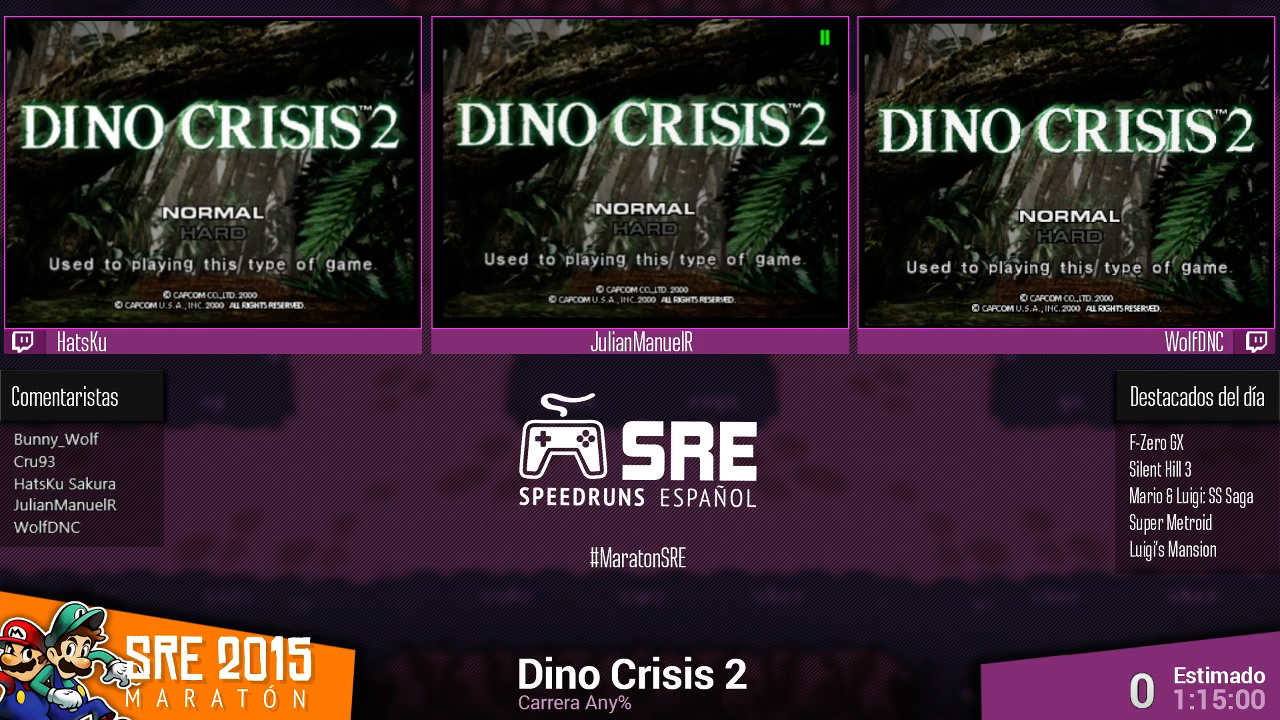 DINO CRISIS™ 2
NORMAL
HARD
Used to playing this type of game.
© CAPCOM CO., LTD. 2000
© CAPCOM U.S.A., INC. 2000 ALL RIGHTS RESERVED.
DINO CRISIS™ 2
NORMAL
HARD
Used to playing this type of game.
© CAPCOM CO., LTD. 2000
© CAPCOM U.S.A., INC. 2000 ALL RIGHTS RESERVED.
DINO CRISIS™ 2
NORMAL
HARD
Used to playing this type of game.
© CAPCOM CO., LTD. 2000
© CAPCOM U.S.A., INC. 2000 ALL RIGHTS RESERVED.
HatsKu
JulianManuelR
WolfDNC
Comentaristas
Bunny_Wolf
Cru93
HatsKu Sakura
JulianManuelR
WolfDNC
SRE
SPEEDRUNS ESPAÑOL
#MaratonSRE
Destacados del día
F-Zero GX
Silent Hill 3
Mario & Luigi: SS Saga
Super Metroid
Luigi's Mansion
SRE 2015
MARATÓN
Dino Crisis 2
Carrera Any%
0
Estimado
1:15:00